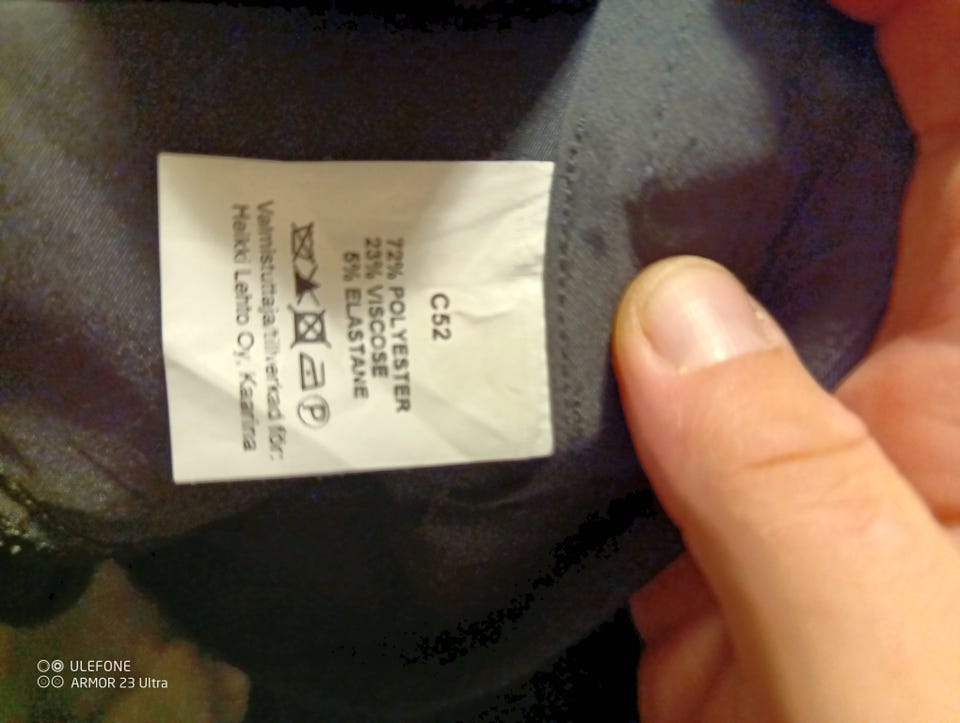 C52
72% POLYESTER
23% VISCOSE
5% ELASTANE
P
Valmistuttaja tillverkad för:
Heikki Lehto Oy, Kaarina
ULEFONE
ARMOR 23 Ultra